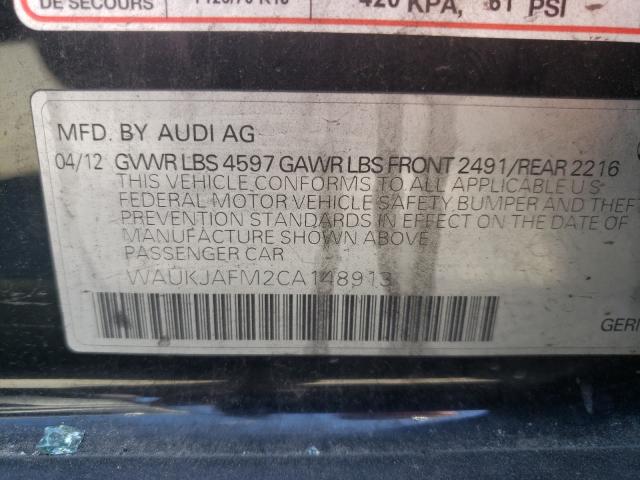 DE SECOURS
420 KPA, 61 PSI
MFD. BY AUDI AG
04/12 GVWR LBS 4597 GAWR LBS FRONT 2491/REAR 2216
THIS VEHICLE CONFORMS TO ALL APPLICABLE U S
FEDERAL MOTOR VEHICLE SAFETY BUMPER AND THEFT
PREVENTION STANDARDS IN EFFECT ON THE DATE OF
MANUFACTURE SHOWN ABOVE.
PASSENGER CAR
WAUKJAFM2CA148913
GERM